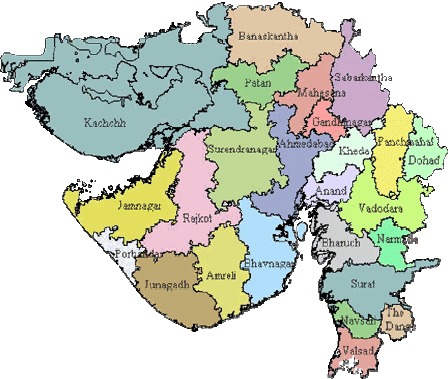 Banaskantha
Patan
Sabarkantha
Mahesana
Gandhinagar
Kachchh
Surendranagar
Ahmedabad
Kheda
Panchmahal
Dohad
Anand
Vadodara
Jamnagar
Rajkot
Porbandar
Junagadh
Amreli
Bhavnagar
Bharuch
Narmada
Surat
Navsari
The
Dangs
Valsad